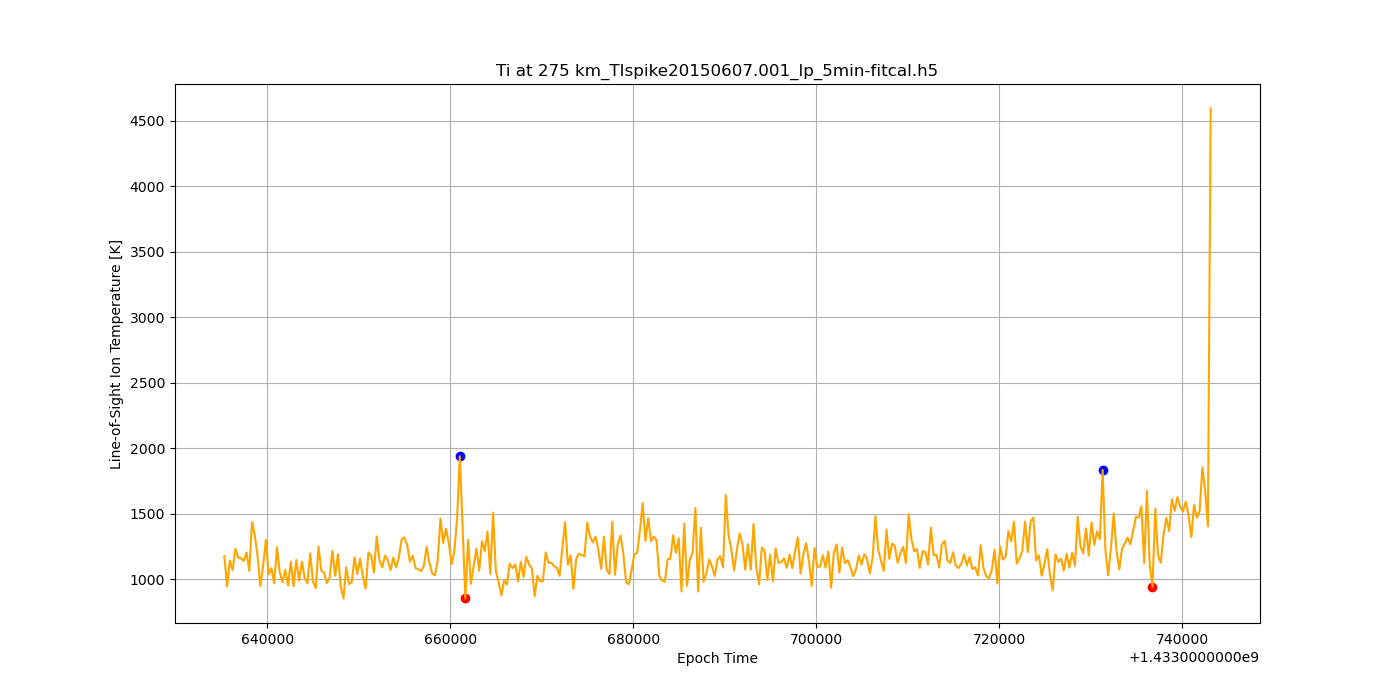 Ti at 275 km_TIspike20150607.001_lp_5min-fitcal.h5
Line-of-Sight Ion Temperature [K]
4500
4000
3500
3000
2500
2000
1500
1000
640000 660000 680000 700000 720000 740000
Epoch Time
+1.4330000000e9